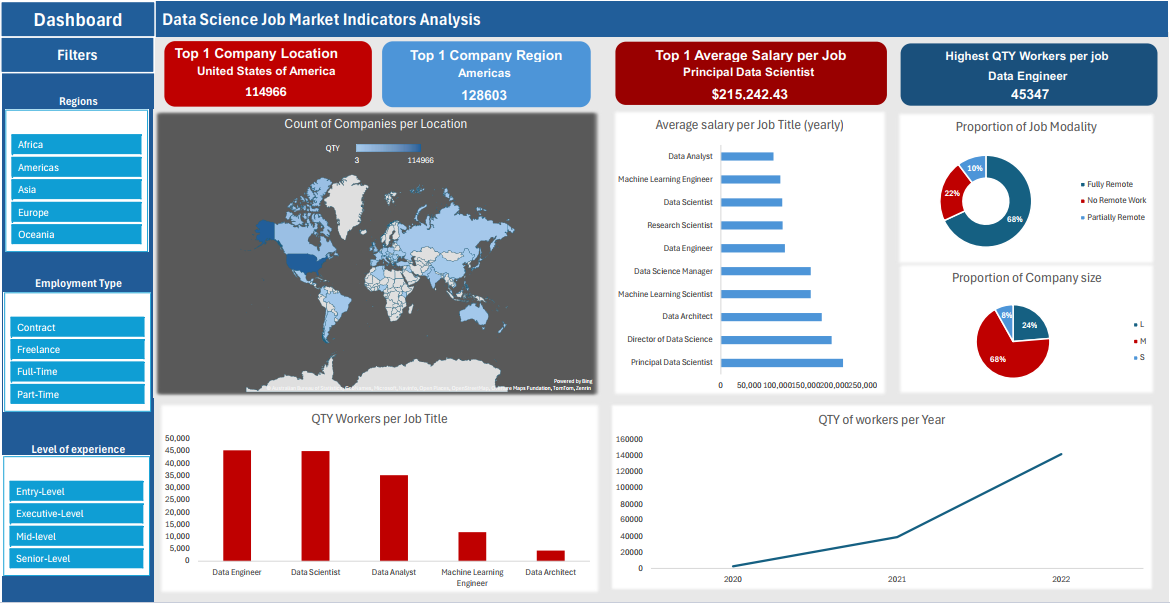 Dashboard
Data Science Job Market Indicators Analysis
Filters
Regions
Africa
Americas
Asia
Europe
Oceania
Employment Type
Contract
Freelance
Full-Time
Part-Time
Level of experience
Entry-Level
Executive-Level
Mid-level
Senior-Level
Top 1 Company Location
United States of America
114966
Top 1 Company Region
Americas
128603
Top 1 Average Salary per Job
Principal Data Scientist
$215,242.43
Highest QTY Workers per job
Data Engineer
45347
Count of Companies per Location
QTY
3 114966
Powered by Bing
Average salary per Job Title (yearly)
Data Analyst
Machine Learning Engineer
Data Scientist
Research Scientist
Data Engineer
Data Science Manager
Machine Learning Scientist
Data Architect
Director of Data Science
Principal Data Scientist
0 50,000 100,000 150,000 200,000 250,000
Proportion of Job Modality
10%
22%
68%
Fully Remote
No Remote Work
Partially Remote
Proportion of Company size
8%
24%
68%
L
M
S
QTY Workers per Job Title
50,000
45,000
40,000
35,000
30,000
25,000
20,000
15,000
10,000
5,000
0
Data Engineer
Data Scientist
Data Analyst
Machine Learning
Engineer
Data Architect
QTY of workers per Year
160000
140000
120000
100000
80000
60000
40000
20000
0
2020
2021
2022